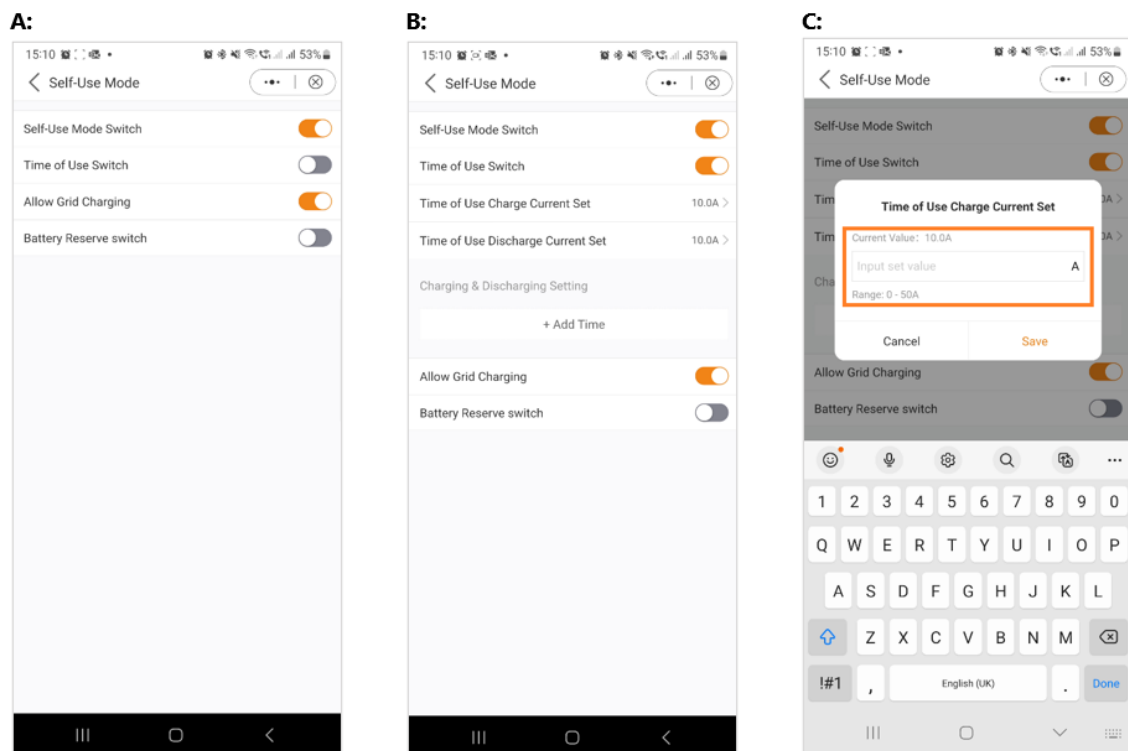 A:
15:10 53%
Self-Use Mode
Self-Use Mode Switch
Time of Use Switch
Allow Grid Charging
Battery Reserve switch
B:
15:10 53%
Self-Use Mode
Self-Use Mode Switch
Time of Use Switch
Time of Use Charge Current Set 10.0A >
Time of Use Discharge Current Set 10.0A >
Charging & Discharging Setting
+ Add Time
Allow Grid Charging
Battery Reserve switch
C:
15:10 53%
Self-Use Mode
Self-Use Mode Switch
Time of Use Switch
Tim 0A >
Tim 0A >
Cha
Time of Use Charge Current Set
Current Value: 10.0A
Input set value A
Range: 0 - 50A
Cancel Save
Allow Grid Charging
Battery Reserve switch
1 2 3 4 5 6 7 8 9 0
Q W E R T Y U I O P
A S D F G H J K L
Z X C V B N M
!#1 , English (UK) . Done